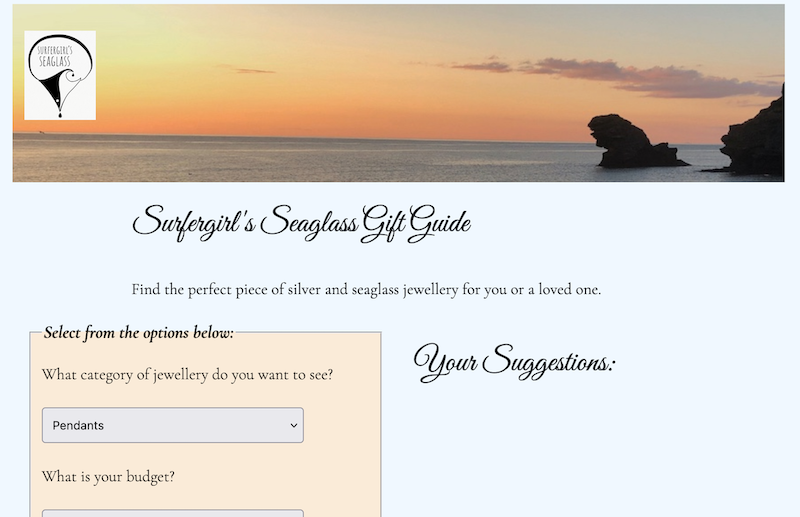 SURFERGIRL'S
SEAGLASS
Surfergirl's Seaglass Gift Guide
Find the perfect piece of silver and seaglass jewellery for you or a loved one.
Select from the options below:
What category of jewellery do you want to see?
Pendants
What is your budget?
Your Suggestions: